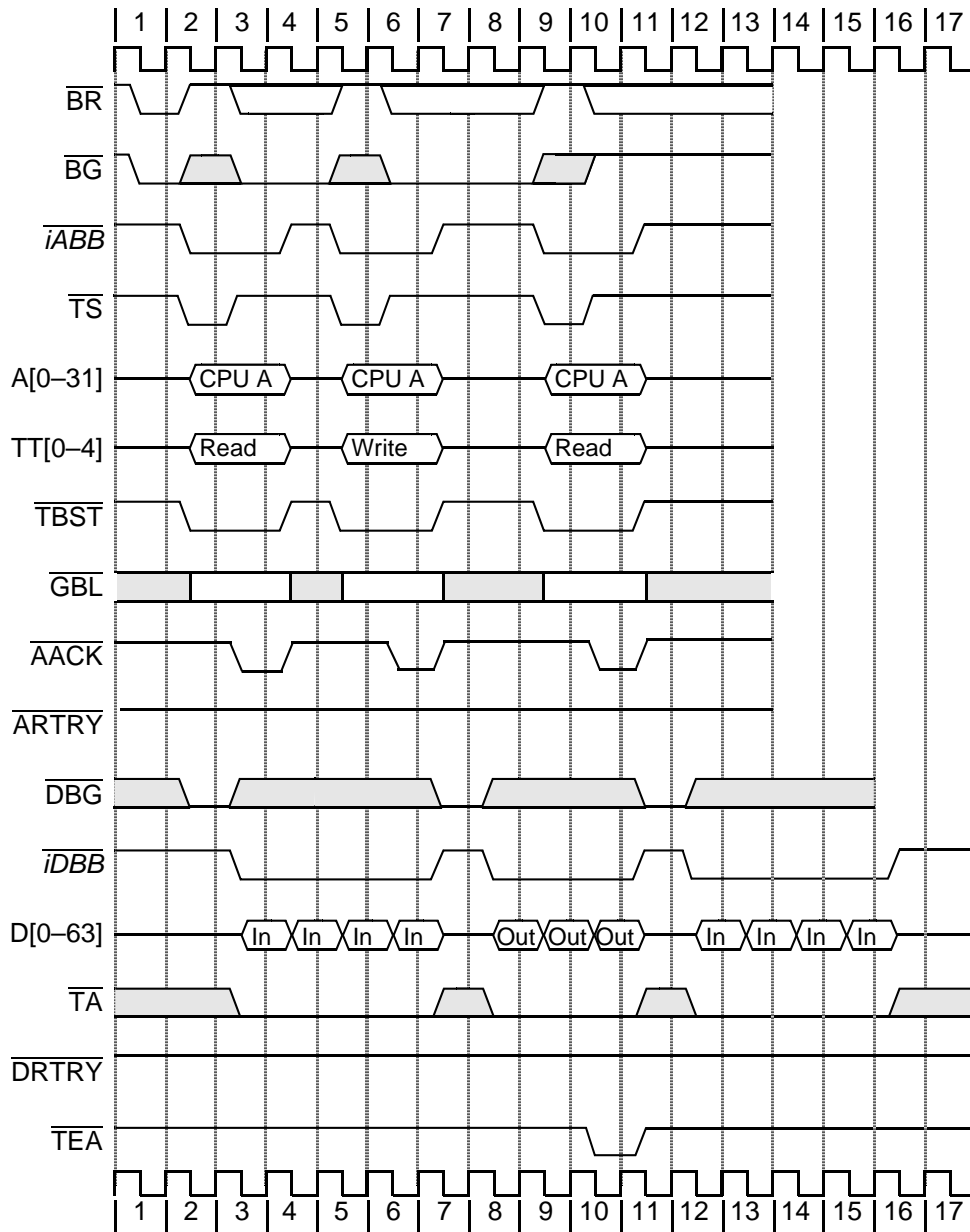 1 2 3 4 5 6 7 8 9 10 11 12 13 14 15 16 17
BR
BG
iABB
TS
A[0–31] CPU A CPU A CPU A
TT[0–4] Read Write Read
TBST
GBL
AACK
ARTRY
DBG
iDBB
D[0–63] In In In In Out Out Out In In In In
TA
DRTRY
TEA
1 2 3 4 5 6 7 8 9 10 11 12 13 14 15 16 17